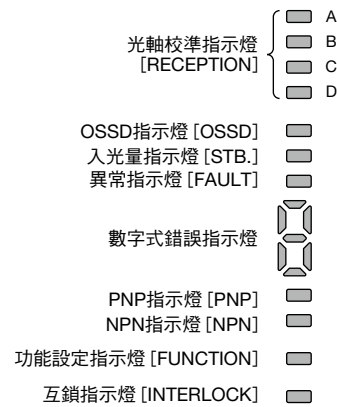 光軸校準指示燈
[RECEPTION]
A
B
C
D
OSSD指示燈 [OSSD]
入光量指示燈 [STB.]
異常指示燈 [FAULT]
數字式錯誤指示燈
PNP指示燈 [PNP]
NPN指示燈 [NPN]
功能設定指示燈 [FUNCTION]
互鎖指示燈 [INTERLOCK]